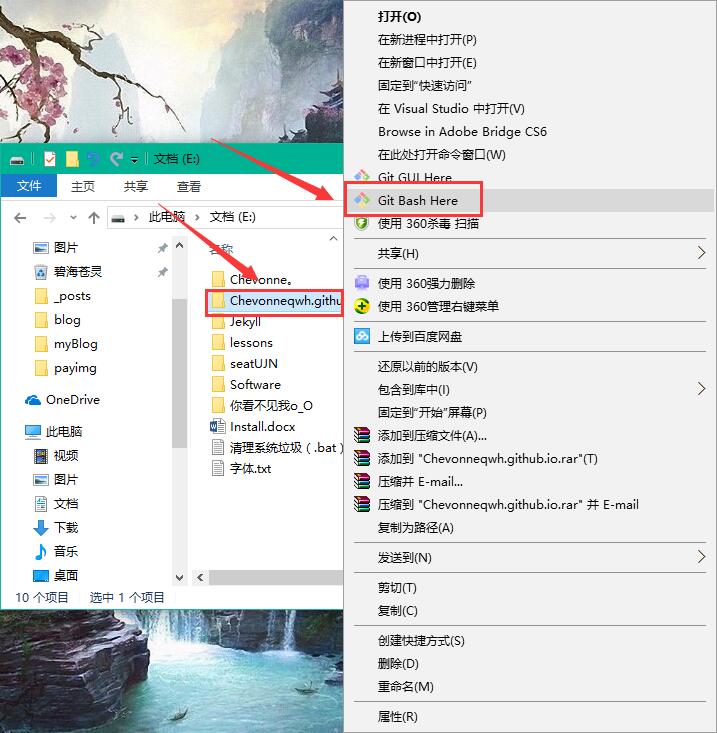 文档 (E:)
文件 主页 共享 查看
此电脑 文档 (E:)
图片
碧海苍灵
_posts
blog
myBlog
payimg
OneDrive
此电脑
视频
图片
文档
下载
音乐
桌面
名称
Chevonne。
Chevonneqwh.githu
Jekyll
lessons
seatUJN
Software
你看不见我o_O
Install.docx
清理系统垃圾（.bat）
字体.txt
10 个项目 选中 1 个项目
打开(O)
在新进程中打开(P)
在新窗口中打开(E)
固定到"快速访问"
在 Visual Studio 中打开(V)
Browse in Adobe Bridge CS6
在此处打开命令窗口(W)
Git GUI Here
Git Bash Here
使用 360杀毒 扫描
共享(H)
使用 360强力删除
使用 360管理右键菜单
上传到百度网盘
还原以前的版本(V)
包含到库中(I)
固定到"开始"屏幕(P)
添加到压缩文件(A)...
添加到 "Chevonneqwh.github.io.rar"(T)
压缩并 E-mail...
压缩到 "Chevonneqwh.github.io.rar" 并 E-mail
复制为路径(A)
发送到(N)
剪切(T)
复制(C)
创建快捷方式(S)
删除(D)
重命名(M)
属性(R)